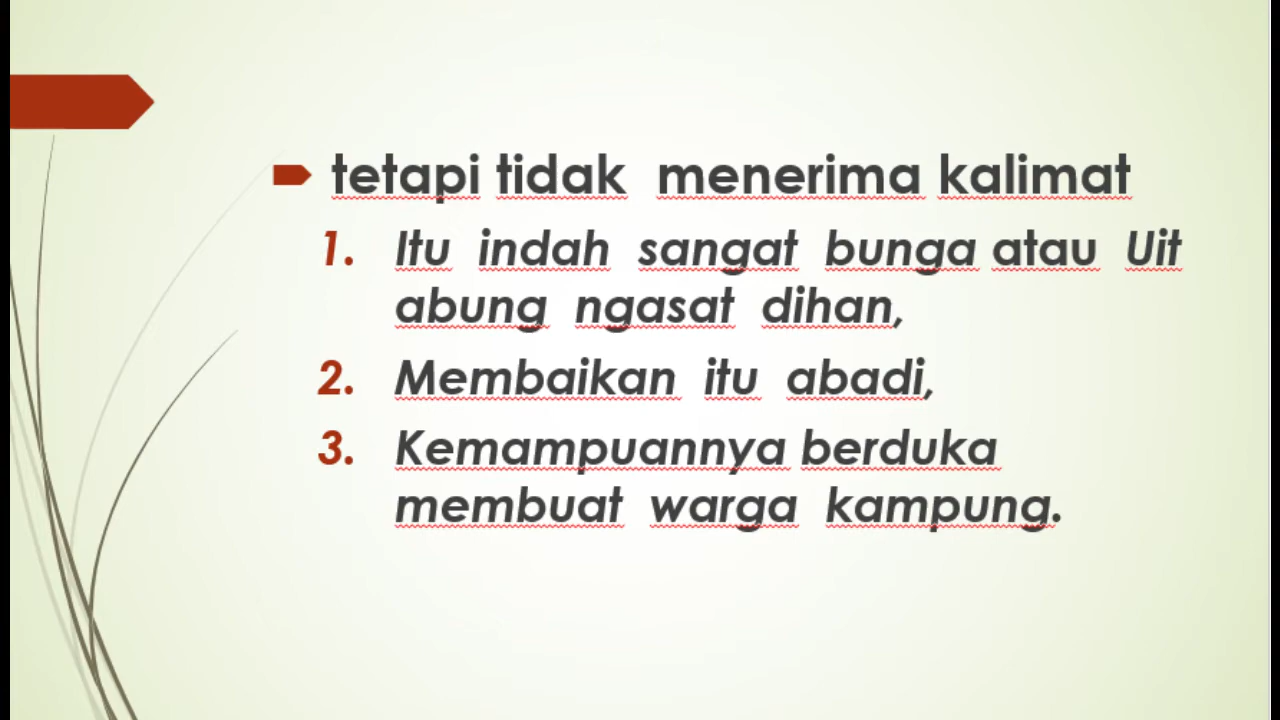 tetapi tidak menerima kalimat
1. Itu indah sangat bunga atau Uit
abung ngasat dihan,
2. Membaikan itu abadi,
3. Kemampuannya berduka
membuat warga kampung.